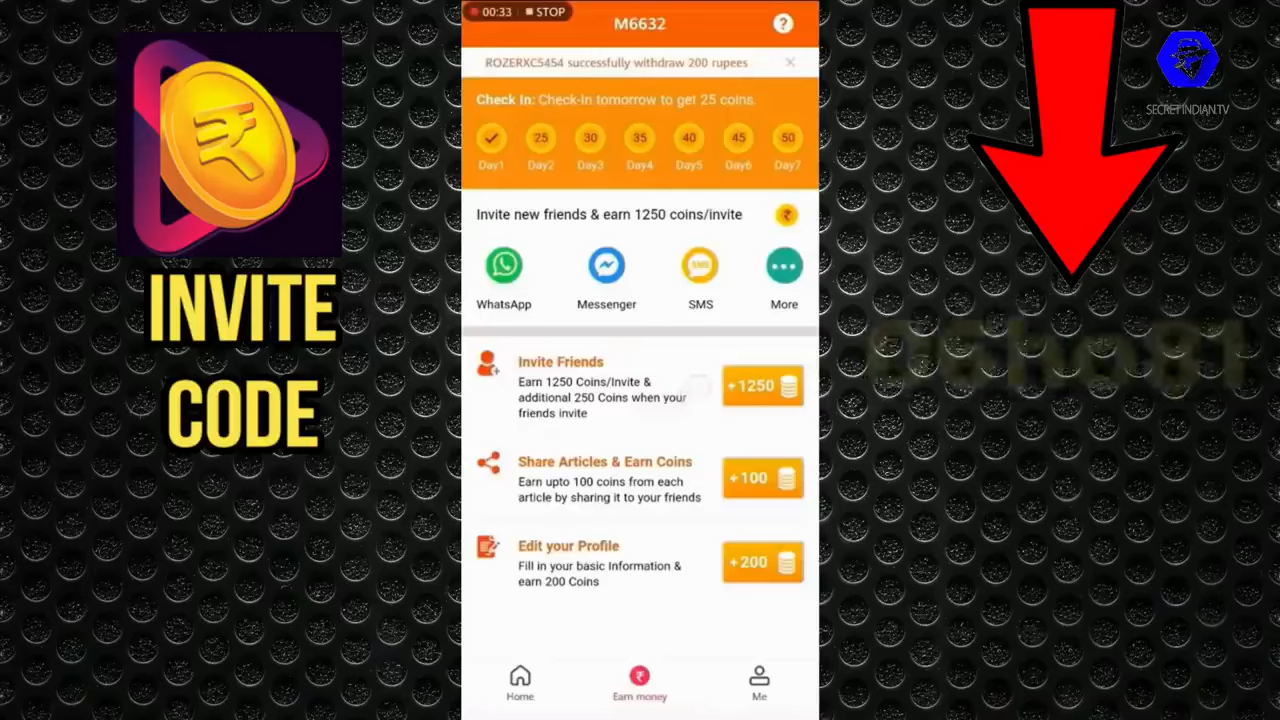 00:33
STOP
M6632
?
ROZERXC5454 successfully withdraw 200 rupees
Check In: Check-In tomorrow to get 25 coins.
25 30 35 40 45 50
Day1 Day2 Day3 Day4 Day5 Day6 Day7
Invite new friends & earn 1250 coins/invite
₹
SMS
WhatsApp Messenger SMS More
Invite Friends
Earn 1250 Coins/Invite &
additional 250 Coins when your
friends invite
+1250
Share Articles & Earn Coins
Earn upto 100 coins from each
article by sharing it to your friends
+100
Edit your Profile
Fill in your basic Information &
earn 200 Coins
+200
Home Earn money Me
₹
INVITE
CODE
SECRET INDIAN.TV